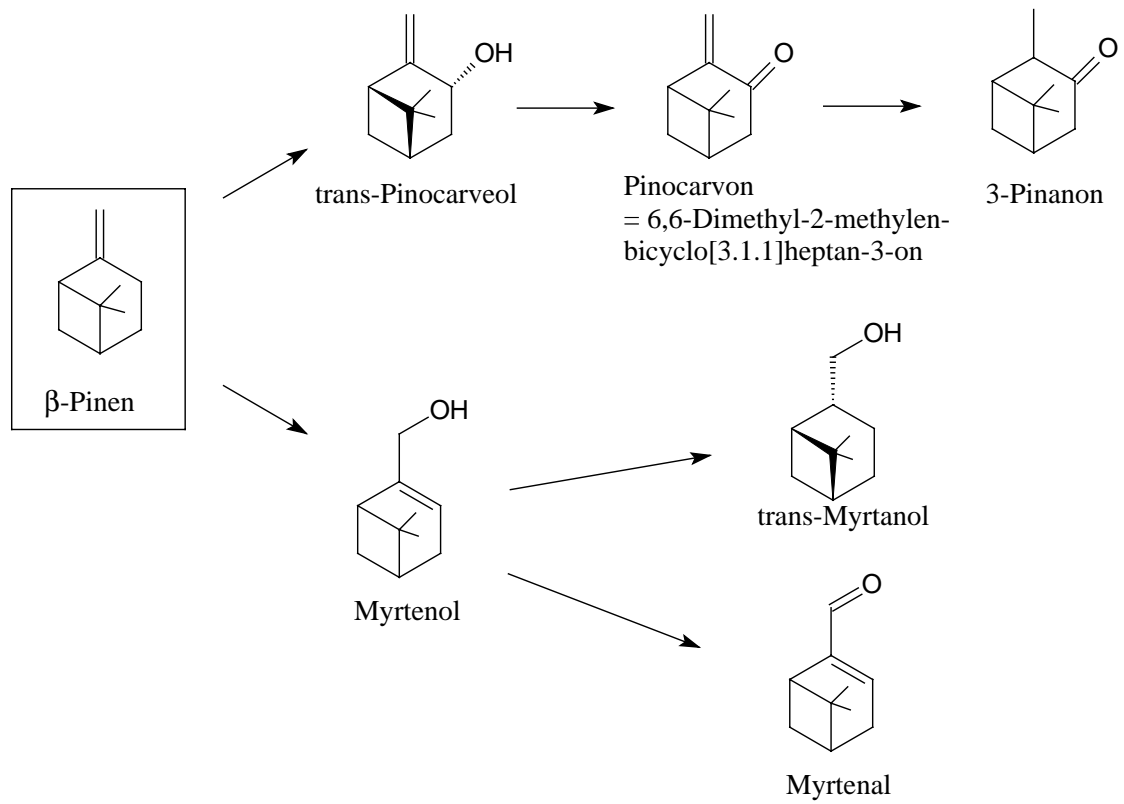 OH
O
O
trans-Pinocarveol
Pinocarvon
= 6,6-Dimethyl-2-methylen-
bicyclo[3.1.1]heptan-3-on
3-Pinanon
β-Pinen
OH
OH
trans-Myrtanol
Myrtenol
O
Myrtenal